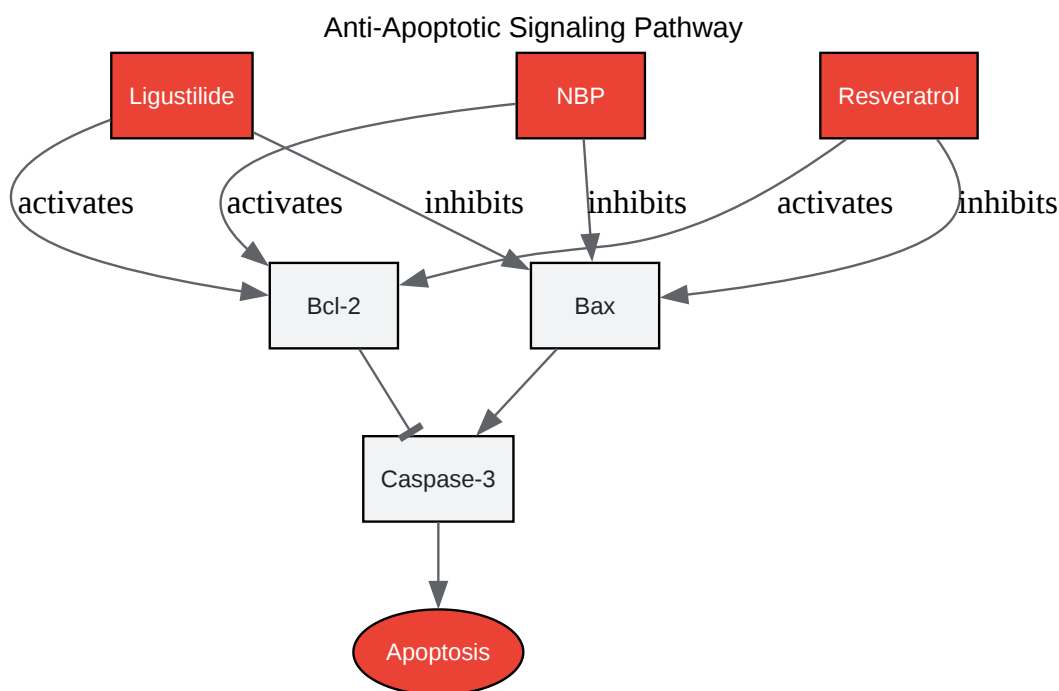 Anti-Apoptotic Signaling Pathway
Ligustilide
NBP
Resveratrol
activates
activates
inhibits
inhibits
activates
inhibits
Bcl-2
Bax
Caspase-3
Apoptosis